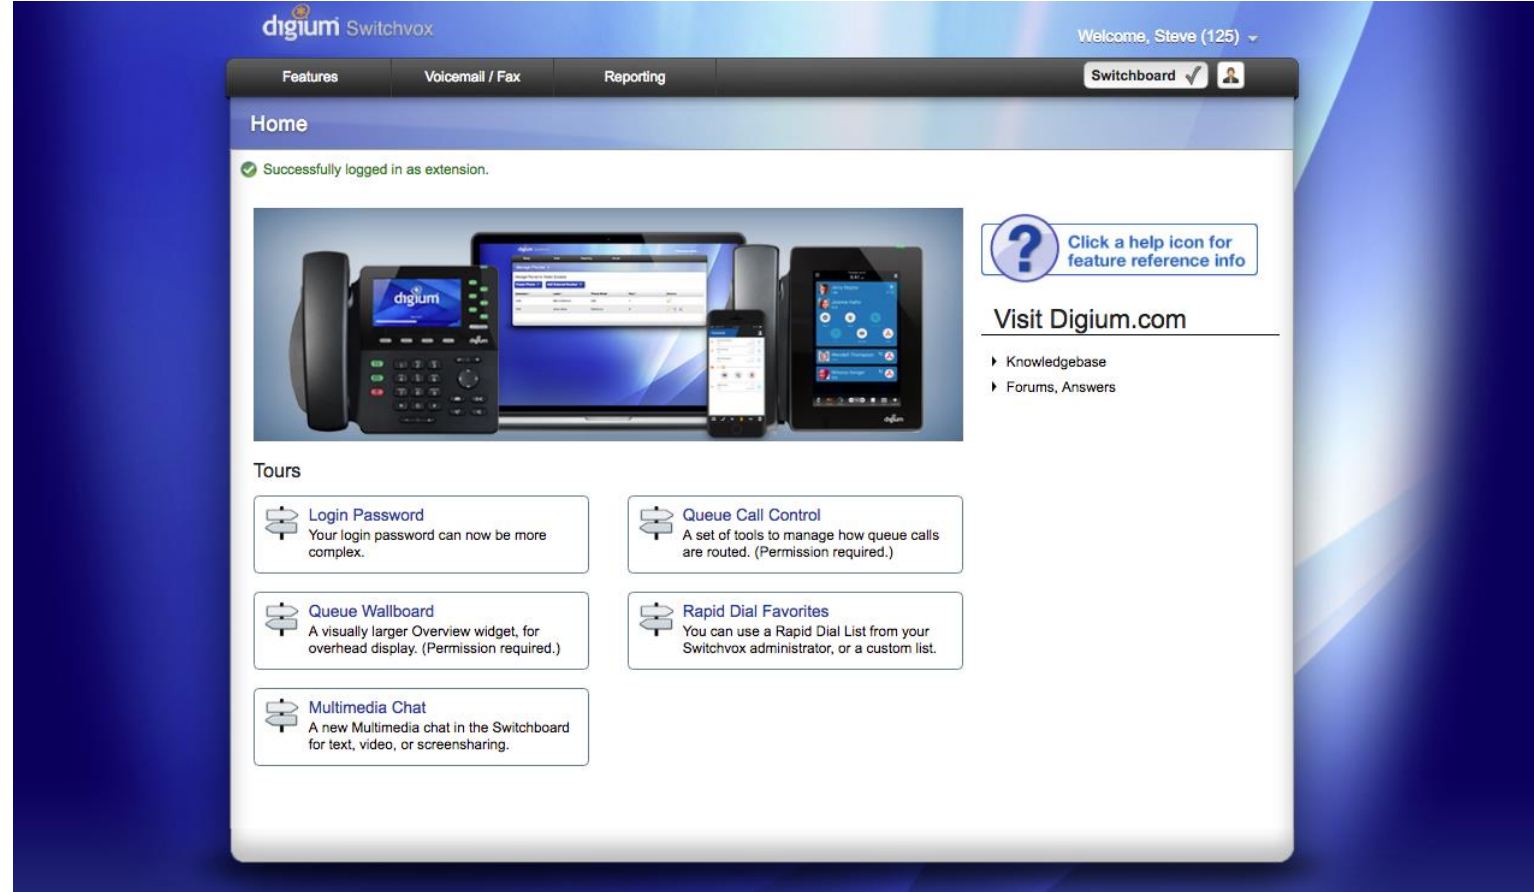 digium Switchvox
Welcome, Steve (125)
Features
Voicemail / Fax
Reporting
Switchboard
Home
Successfully logged in as extension.
digium
digium
digium
Click a help icon for
feature reference info
Visit Digium.com
Knowledgebase
Forums, Answers
Tours
Login Password
Your login password can now be more
complex.
Queue Call Control
A set of tools to manage how queue calls
are routed. (Permission required.)
Queue Wallboard
A visually larger Overview widget, for
overhead display. (Permission required.)
Rapid Dial Favorites
You can use a Rapid Dial List from your
Switchvox administrator, or a custom list.
Multimedia Chat
A new Multimedia chat in the Switchboard
for text, video, or screensharing.